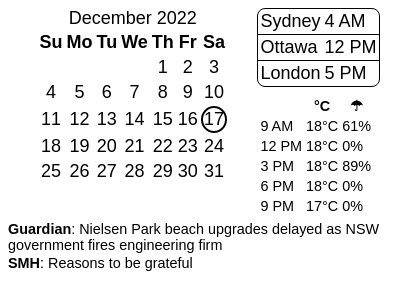 December 2022
Su Mo Tu We Th Fr Sa
1 2 3
4 5 6 7 8 9 10
11 12 13 14 15 16 17
18 19 20 21 22 23 24
25 26 27 28 29 30 31
Sydney 4 AM
Ottawa 12 PM
London 5 PM
°C ☂
9 AM 18°C 61%
12 PM 18°C 0%
3 PM 18°C 89%
6 PM 18°C 0%
9 PM 17°C 0%
Guardian: Nielsen Park beach upgrades delayed as NSW
government fires engineering firm
SMH: Reasons to be grateful